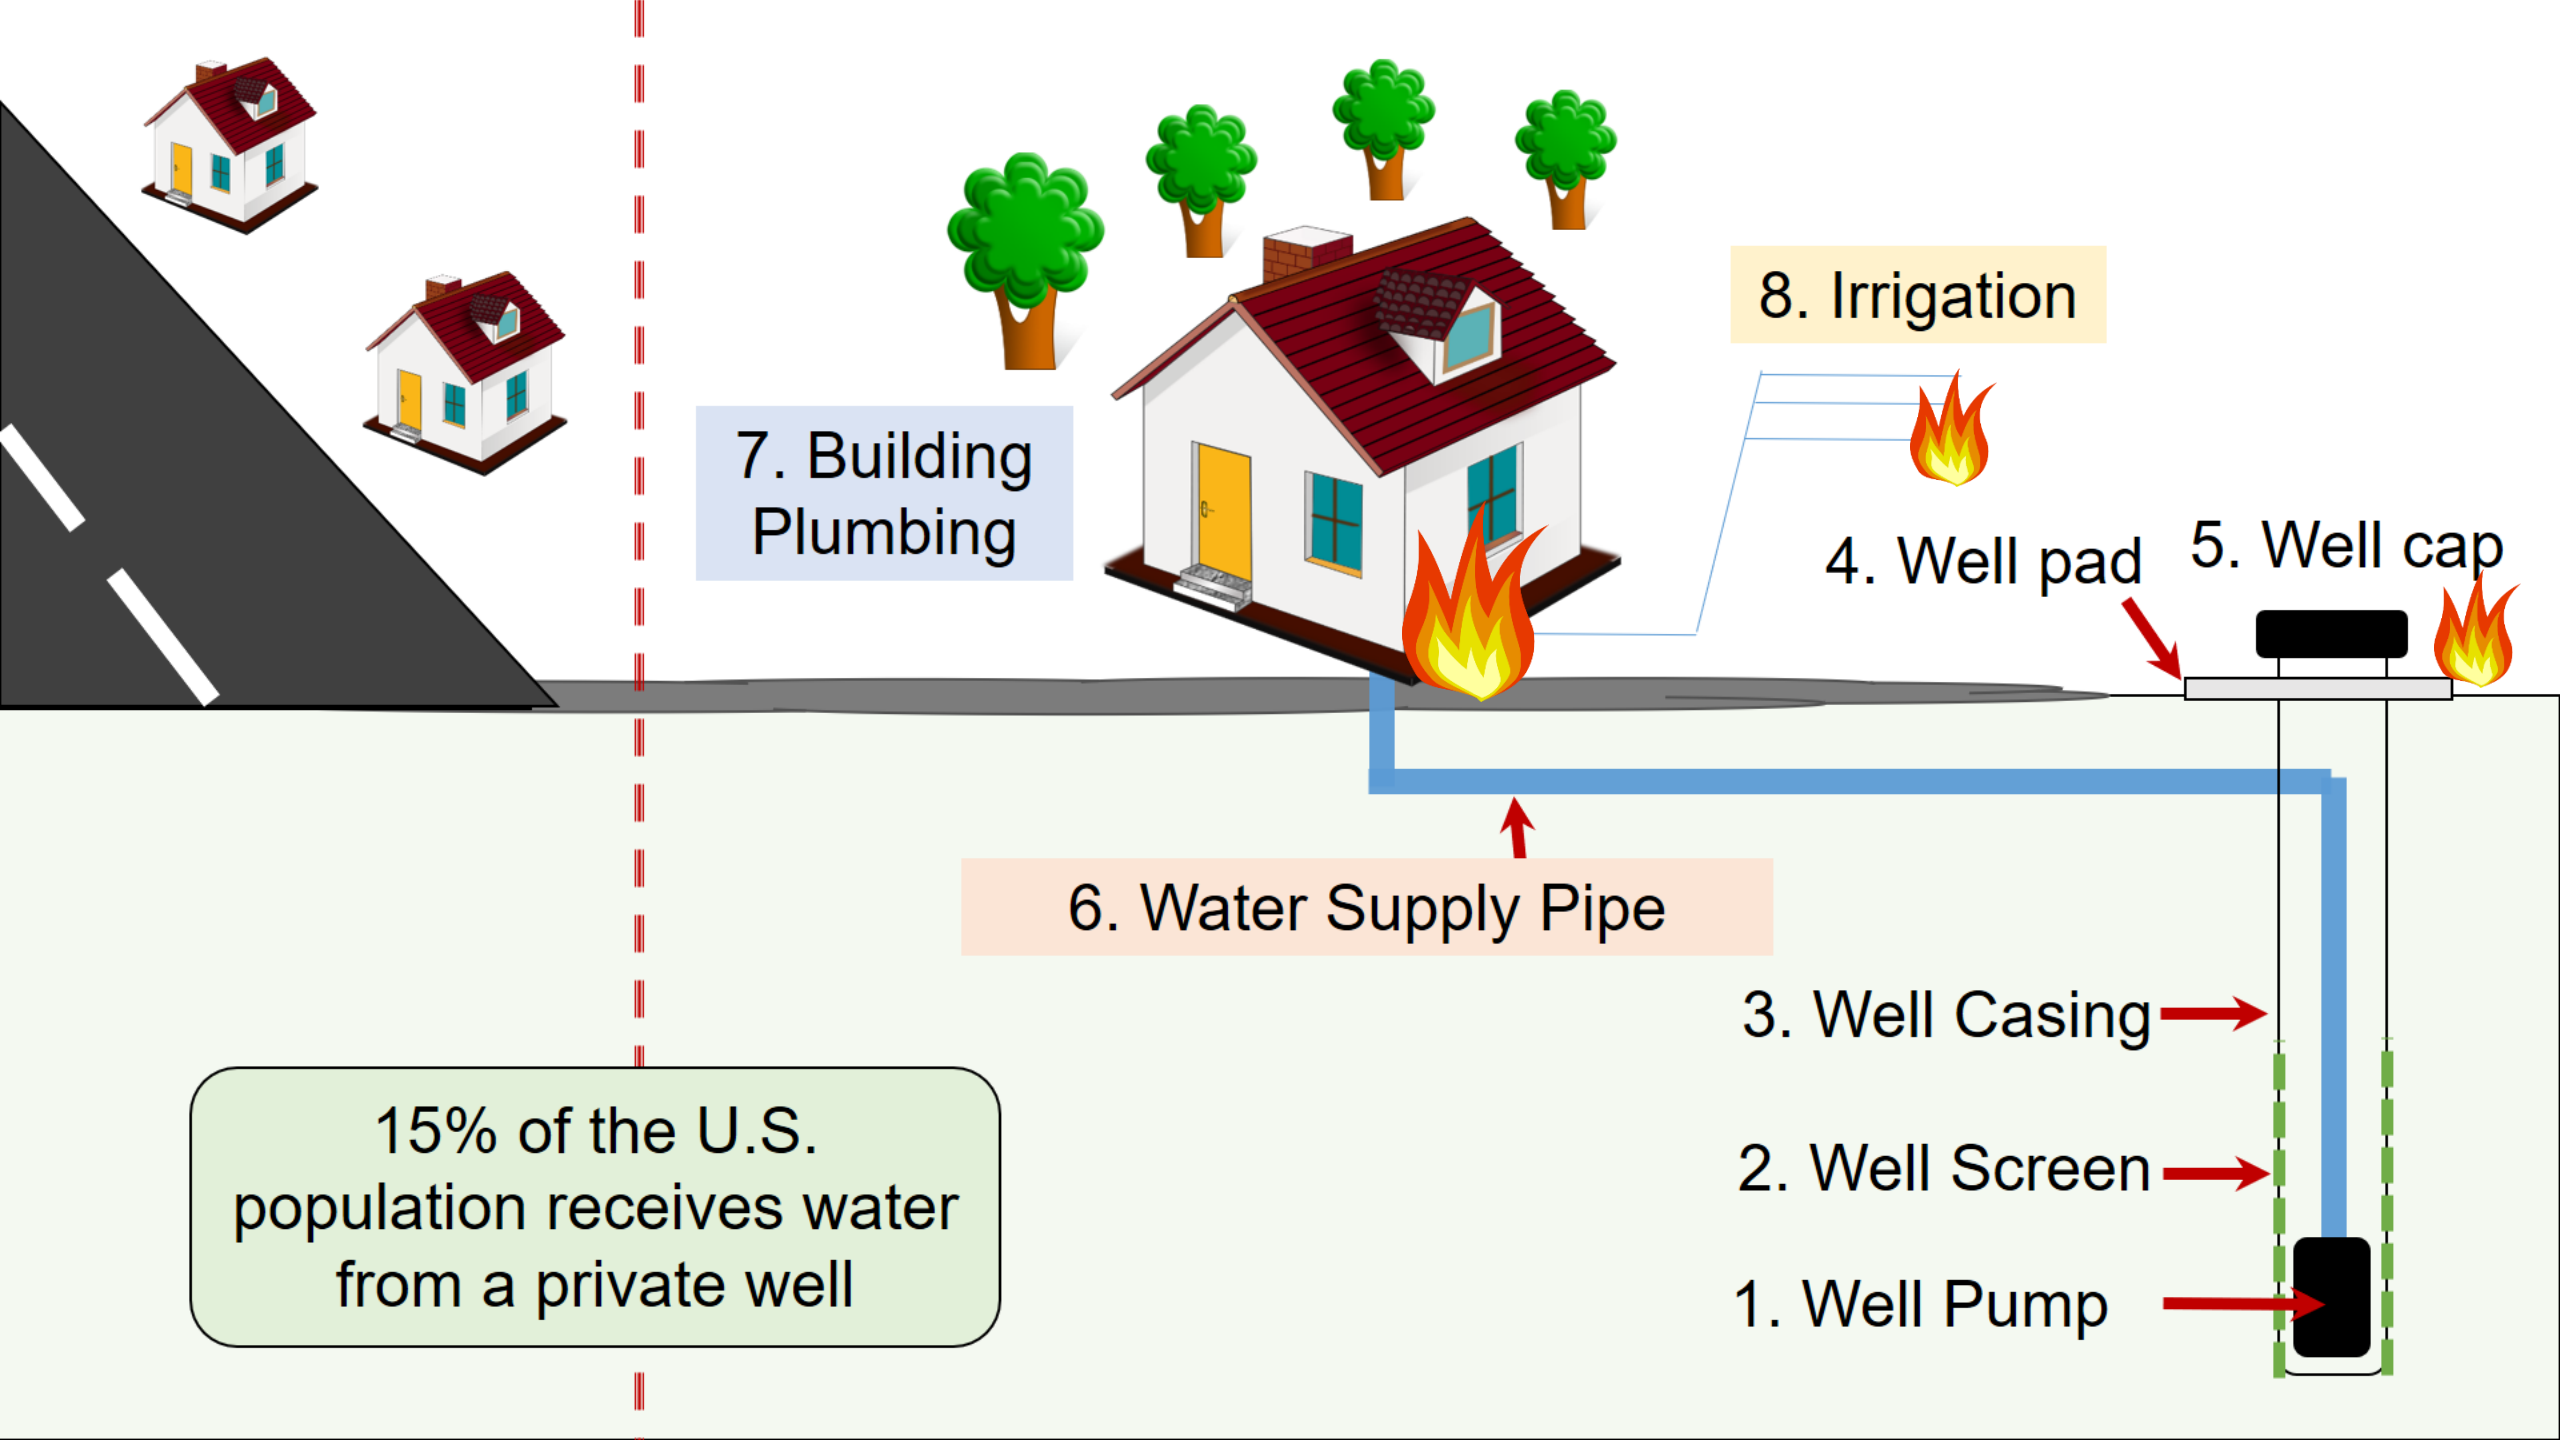 8. Irrigation
7. Building
Plumbing
4. Well pad
5. Well cap
6. Water Supply Pipe
3. Well Casing
2. Well Screen
1. Well Pump
15% of the U.S.
population receives water
from a private well